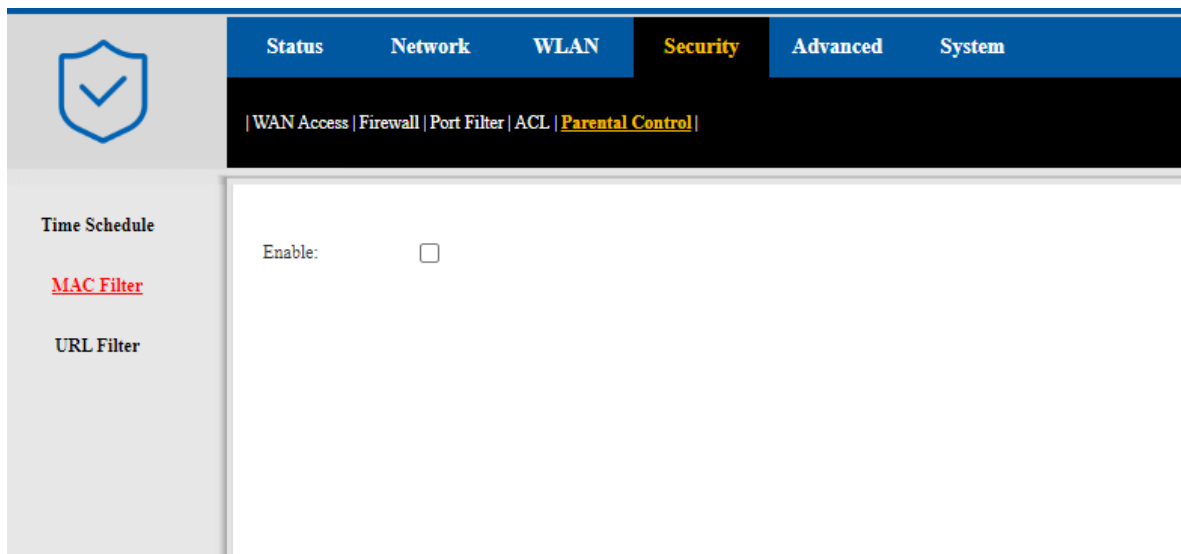 Status Network WLAN Security Advanced System
| WAN Access | Firewall | Port Filter | ACL | Parental Control |
Time Schedule
MAC Filter
URL Filter
Enable: